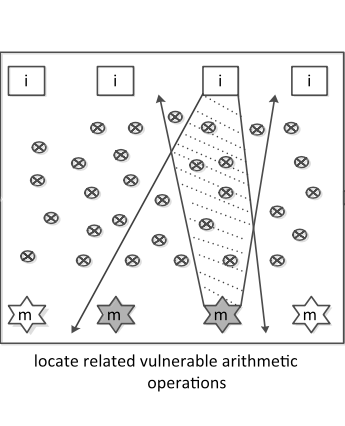 i i i i
m m m m
locate related vulnerable arithmetic
operations